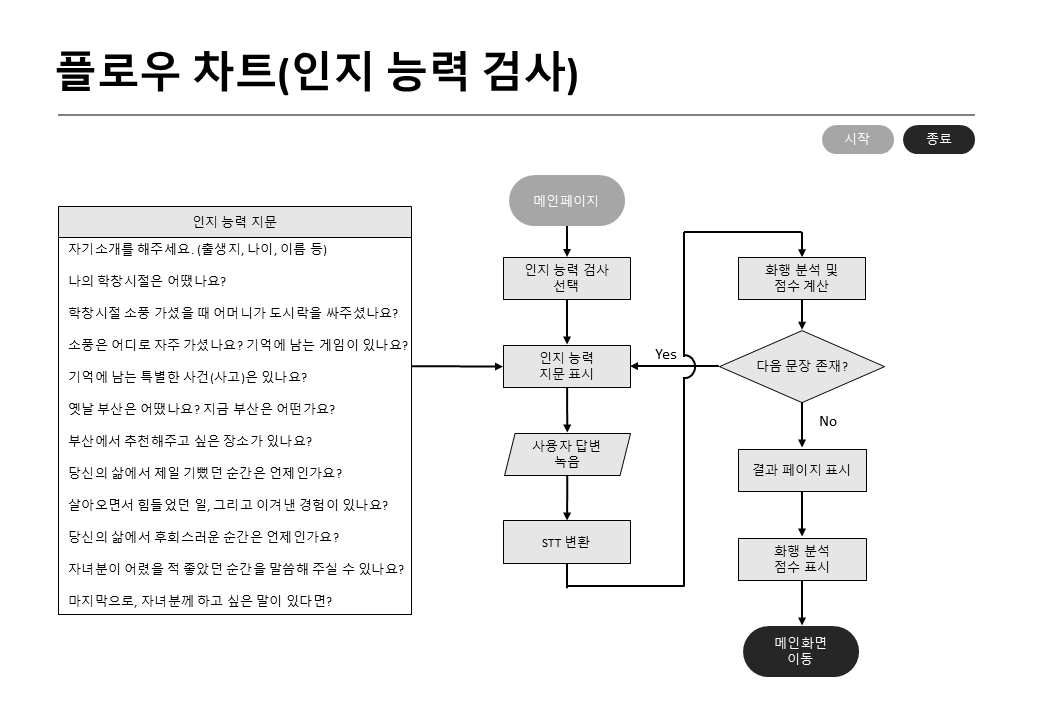 플로우 차트(인지 능력 검사)
시작
종료
메인페이지
인지 능력 지문
자기소개를 해주세요. (출생지, 나이, 이름 등)
나의 학창시절은 어땠나요?
학창시절 소풍 가셨을 때 어머니가 도시락을 싸주셨나요?
소풍은 어디로 자주 가셨나요? 기억에 남는 게임이 있나요?
기억에 남는 특별한 사건(사고)은 있나요?
옛날 부산은 어땠나요? 지금 부산은 어떤가요?
부산에서 추천해주고 싶은 장소가 있나요?
당신의 삶에서 제일 기뻤던 순간은 언제인가요?
살아오면서 힘들었던 일, 그리고 이겨낸 경험이 있나요?
당신의 삶에서 후회스러운 순간은 언제인가요?
자녀분이 어렸을 적 좋았던 순간을 말씀해 주실 수 있나요?
마지막으로, 자녀분께 하고 싶은 말이 있다면?
인지 능력 검사
선택
인지 능력
지문 표시
사용자 답변
녹음
STT 변환
화행 분석 및
점수 계산
다음 문장 존재?
Yes
No
결과 페이지 표시
화행 분석
점수 표시
메인화면
이동